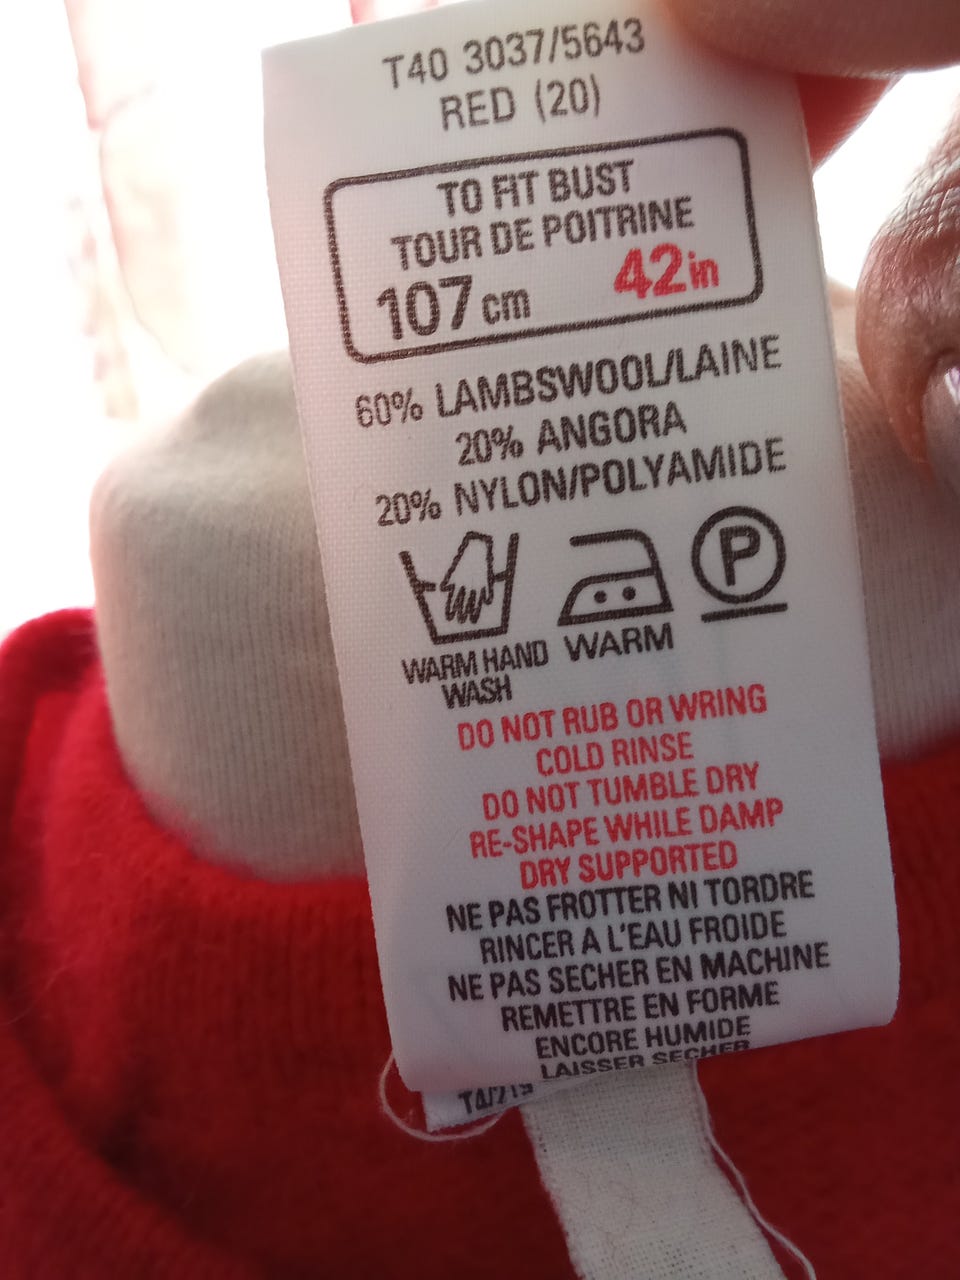 T40 3037/5643
RED (20)
TO FIT BUST
TOUR DE POITRINE
107 cm 42in
60% LAMBSWOOL/LAINE
20% ANGORA
20% NYLON/POLYAMIDE
P
WARM HAND WASH
WARM
DO NOT RUB OR WRING
COLD RINSE
DO NOT TUMBLE DRY
RE-SHAPE WHILE DAMP
DRY SUPPORTED
NE PAS FROTTER NI TORDRE
RINCER A L'EAU FROIDE
NE PAS SECHER EN MACHINE
REMETTRE EN FORME
ENCORE HUMIDE
LAISSER SECHER